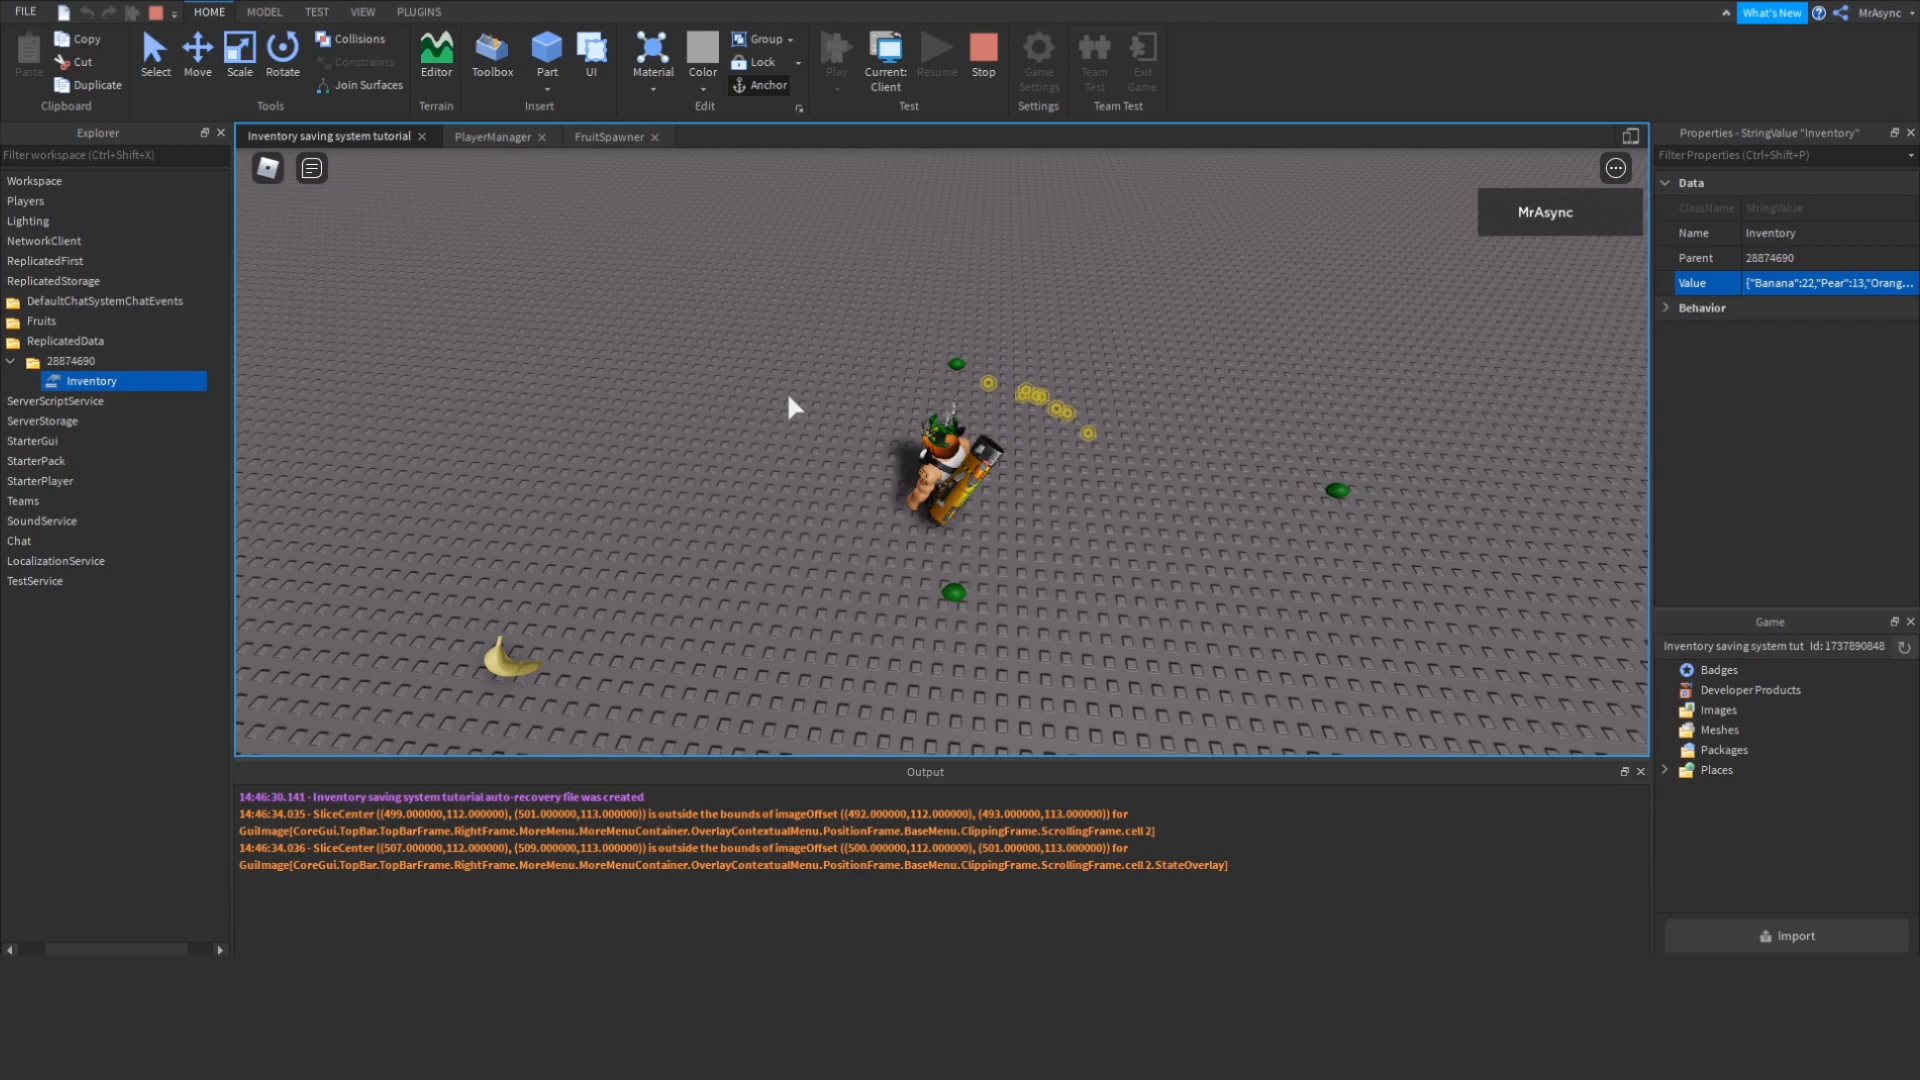 FILE HOME MODEL TEST VIEW PLUGINS What's New MrAsync
Paste Copy Cut Duplicate Clipboard
Select Move Scale Rotate Collisions Constraints Join Surfaces Tools
Editor Terrain
Toolbox Part UI Insert
Material Color Group Lock Anchor Edit
Play Current: Client Resume Stop Test
Game Settings Settings
Team Test Exit Game Team Test
Explorer
Filter workspace (Ctrl+Shift+X)
Workspace
Players
Lighting
NetworkClient
ReplicatedFirst
ReplicatedStorage
DefaultChatSystemChatEvents
Fruits
ReplicatedData
28874690
Inventory
ServerScriptService
ServerStorage
StarterGui
StarterPack
StarterPlayer
Teams
SoundService
Chat
LocalizationService
TestService
Inventory saving system tutorial PlayerManager FruitSpawner
MrAsync
Output
14:46:30.141 - Inventory saving system tutorial auto-recovery file was created
14:46:34.035 - SliceCenter ((499.000000,112.000000), (501.000000,113.000000)) is outside the bounds of imageOffset ((492.000000,112.000000), (493.000000,113.000000)) for
GuiImage[CoreGui.TopBar.TopBarFrame.RightFrame.MoreMenu.MoreMenuContainer.OverlayContextualMenu.PositionFrame.BaseMenu.ClippingFrame.ScrollingFrame.cell 2]
14:46:34.036 - SliceCenter ((507.000000,112.000000), (509.000000,113.000000)) is outside the bounds of imageOffset ((500.000000,112.000000), (501.000000,113.000000)) for
GuiImage[CoreGui.TopBar.TopBarFrame.RightFrame.MoreMenu.MoreMenuContainer.OverlayContextualMenu.PositionFrame.BaseMenu.ClippingFrame.ScrollingFrame.cell 2.StateOverlay]
Properties - StringValue "Inventory"
Filter Properties (Ctrl+Shift+P)
Data
ClassName StringValue
Name Inventory
Parent 28874690
Value {"Banana":22,"Pear":13,"Orang...
Behavior
Game
Inventory saving system tut Id: 1737890848
Badges
Developer Products
Images
Meshes
Packages
Places
Import